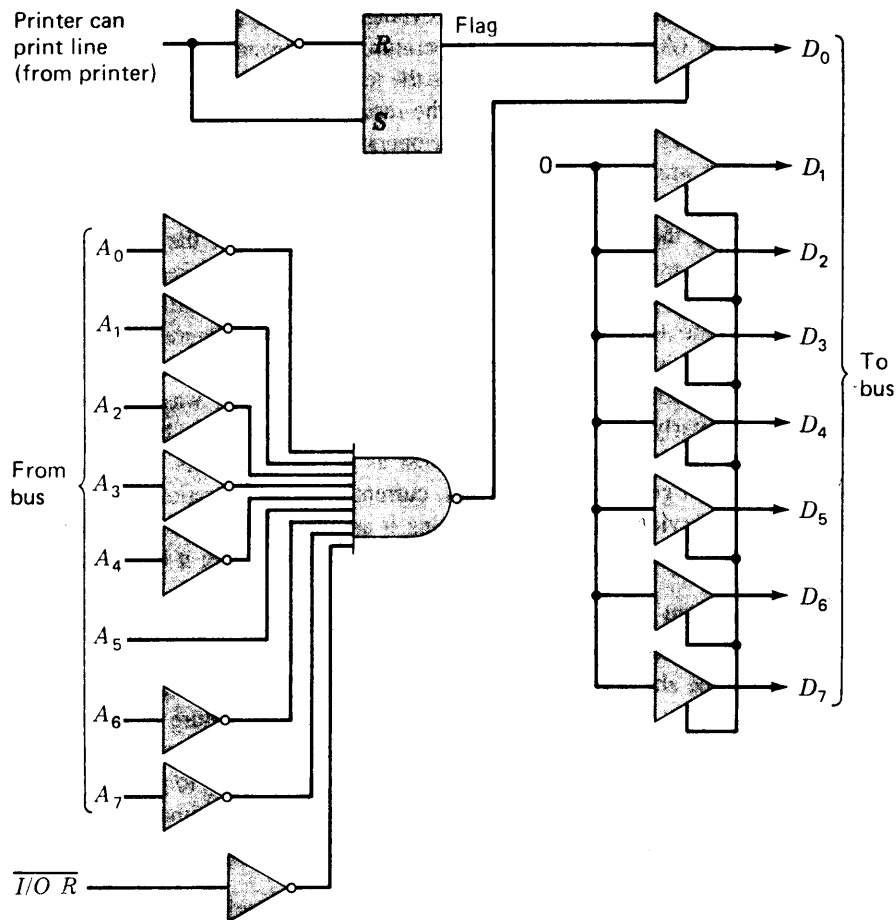 Printer can
print line
(from printer)
R
S
Flag
D0
0
D1
D2
D3
D4
D5
D6
D7
To
bus
From
bus
A0
A1
A2
A3
A4
A5
A6
A7
I/O R